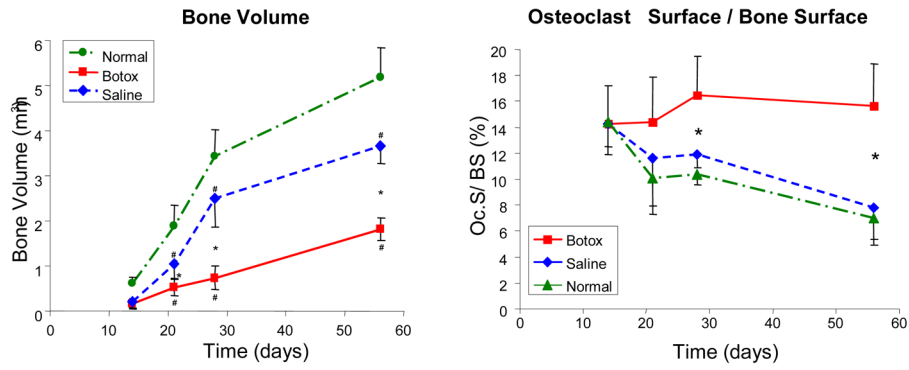 Bone Volume
6
5
4
3
2
1
0
Bone Volume (mm3)
Normal
Botox
Saline
#
#
#
*
*
*
#
#
#
0 10 20 30 40 50 60
Time (days)
Osteoclast Surface / Bone Surface
20
18
16
14
12
10
8
6
4
2
0
Oc.S/ BS (%)
*
*
Botox
Saline
Normal
0 10 20 30 40 50 60
Time (days)